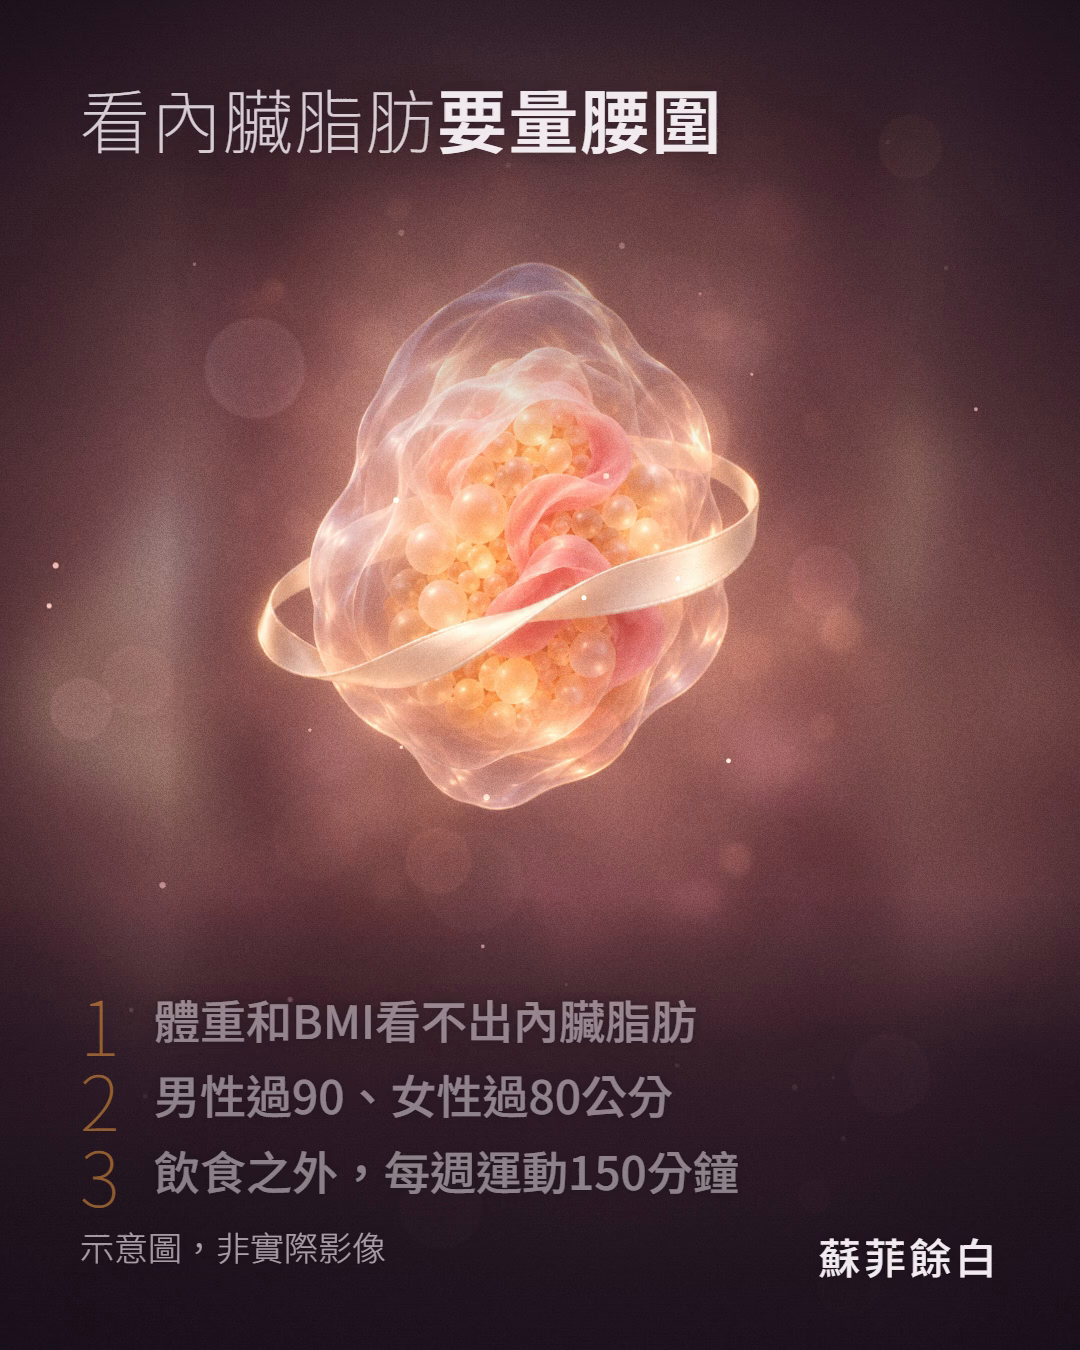 看內臟脂肪要量腰圍
1 體重和BMI看不出內臟脂肪
2 男性過90、女性過80公分
3 飲食之外，每週運動150分鐘
示意圖，非實際影像
蘇菲餘白